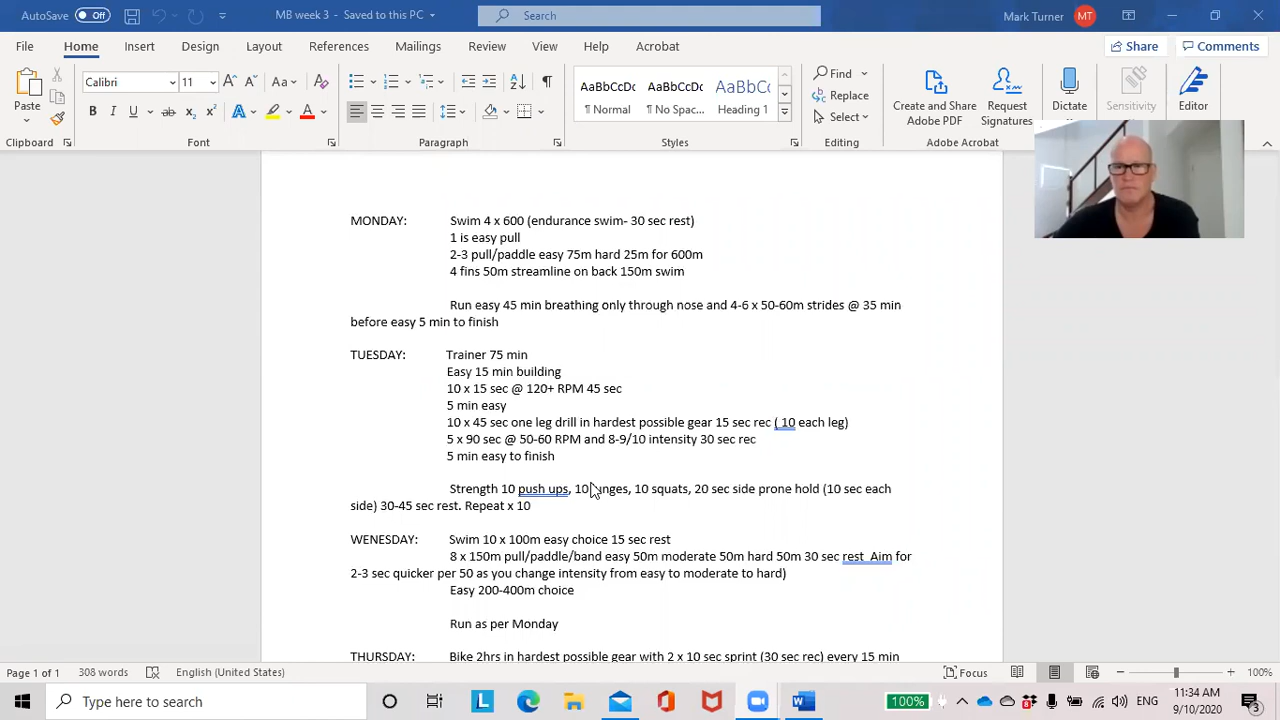 AutoSave Off MB week 3 - Saved to this PC Search Mark Turner MT
File Home Insert Design Layout References Mailings Review View Help Acrobat Share Comments
Calibri 11 Aa AaBbCcDc AaBbCcDc AaBbCc Find
Paste B I U ab x₂ x² A A ¶ Normal No Spac... Heading 1 Replace Select Create and Share Adobe PDF Request Signatures Dictate Sensitivity Editor
Clipboard Font Paragraph Styles Editing Adobe Acrobat
MONDAY: Swim 4 x 600 (endurance swim- 30 sec rest)
1 is easy pull
2-3 pull/paddle easy 75m hard 25m for 600m
4 fins 50m streamline on back 150m swim
Run easy 45 min breathing only through nose and 4-6 x 50-60m strides @ 35 min
before easy 5 min to finish
TUESDAY: Trainer 75 min
Easy 15 min building
10 x 15 sec @ 120+ RPM 45 sec
5 min easy
10 x 45 sec one leg drill in hardest possible gear 15 sec rec ( 10 each leg)
5 x 90 sec @ 50-60 RPM and 8-9/10 intensity 30 sec rec
5 min easy to finish
Strength 10 push ups, 10 lunges, 10 squats, 20 sec side prone hold (10 sec each
side) 30-45 sec rest. Repeat x 10
WENESDAY: Swim 10 x 100m easy choice 15 sec rest
8 x 150m pull/paddle/band easy 50m moderate 50m hard 50m 30 sec rest Aim for
2-3 sec quicker per 50 as you change intensity from easy to moderate to hard)
Easy 200-400m choice
Run as per Monday
THURSDAY: Bike 2hrs in hardest possible gear with 2 x 10 sec sprint (30 sec rec) every 15 min
Page 1 of 1 308 words English (United States) Focus 100%
Type here to search L W 100% 11:34 AM
9/10/2020 3